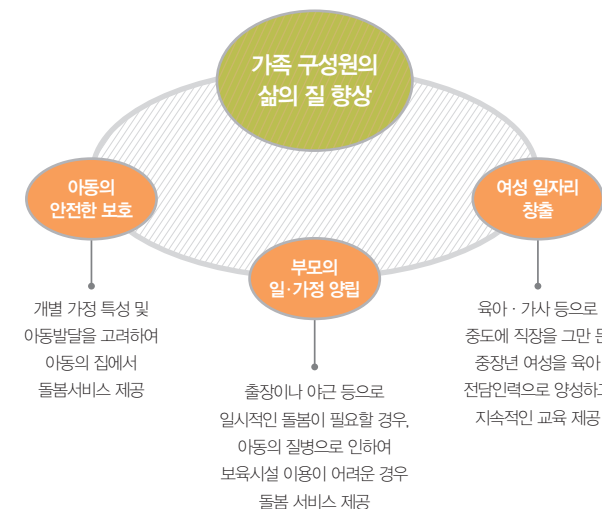 가족 구성원의
삶의 질 향상
아동의
안전한 보호
여성 일자리
창출
부모의
일·가정 양립
개별 가정 특성 및
아동발달을 고려하여
아동의 집에서
돌봄서비스 제공
출장이나 야근 등으로
일시적인 돌봄이 필요할 경우,
아동의 질병으로 인하여
보육시설 이용이 어려운 경우
돌봄 서비스 제공
육아 · 가사 등으로
중도에 직장을 그만
중장년 여성을 육아
전담인력으로 양성하고
지속적인 교육 제공